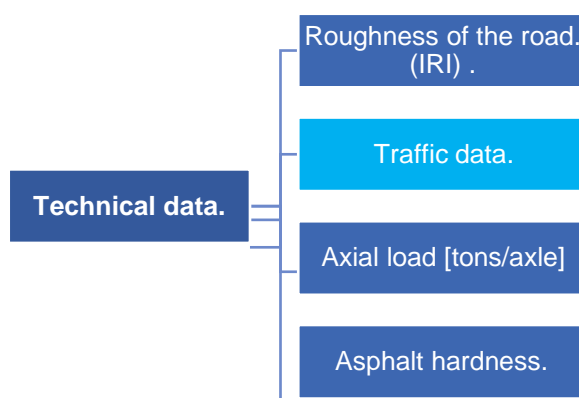 Roughness of the road.
(IRI) .
Traffic data.
Technical data.
Axial load [tons/axle]
Asphalt hardness.